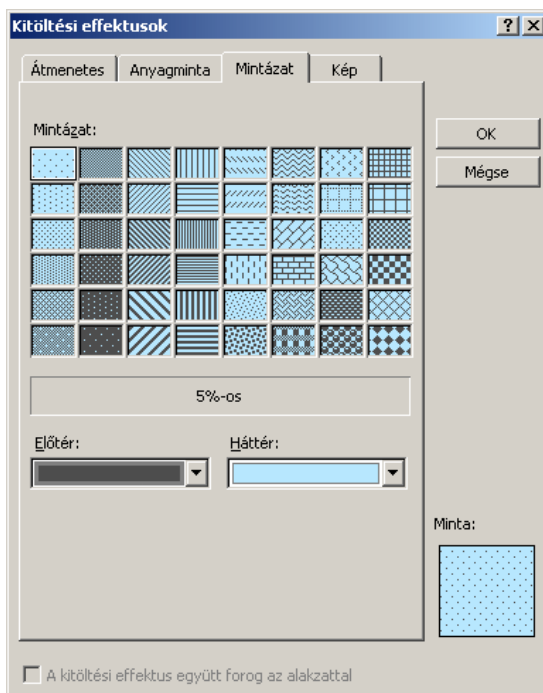 Kitöltési effektusok
Átmenetes
Anyagminta
Mintázat
Kép
Mintázat:
OK
Mégse
5%-os
Előtér:
Háttér:
Minta:
A kitöltési effektus együtt forog az alakzattal